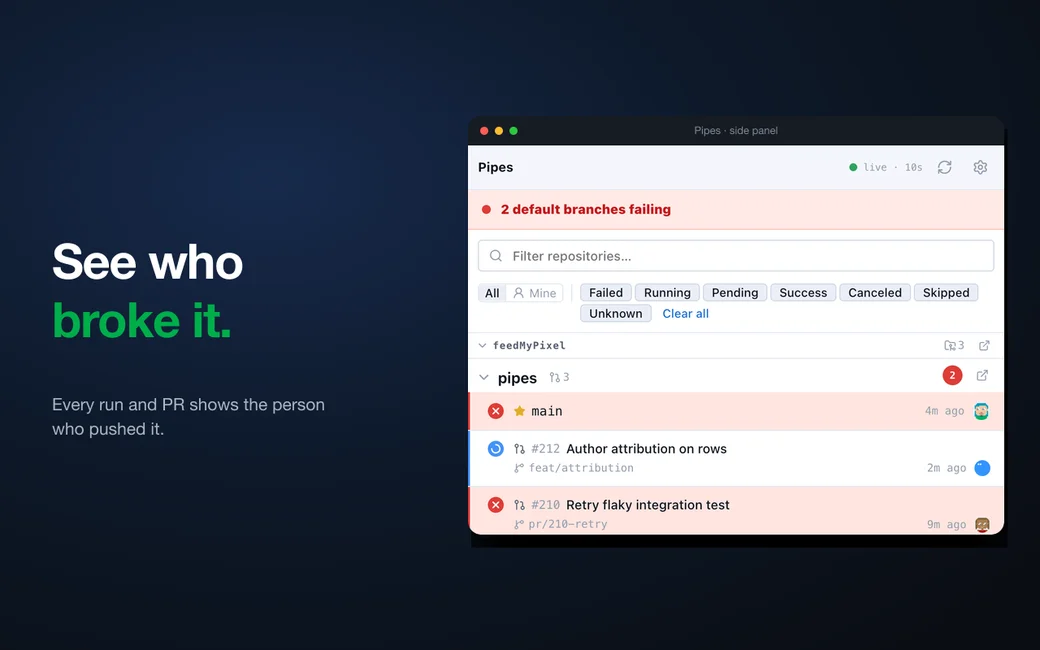 See who
broke it.
Every run and PR shows the person
who pushed it.
Pipes · side panel
Pipes
live · 10s
2 default branches failing
Filter repositories...
All Mine Failed Running Pending Success Canceled Skipped
Unknown Clear all
feedMyPixel 3
pipes 3 2
main 4m ago
#212 Author attribution on rows
feat/attribution 2m ago
#210 Retry flaky integration test
pr/210-retry 9m ago